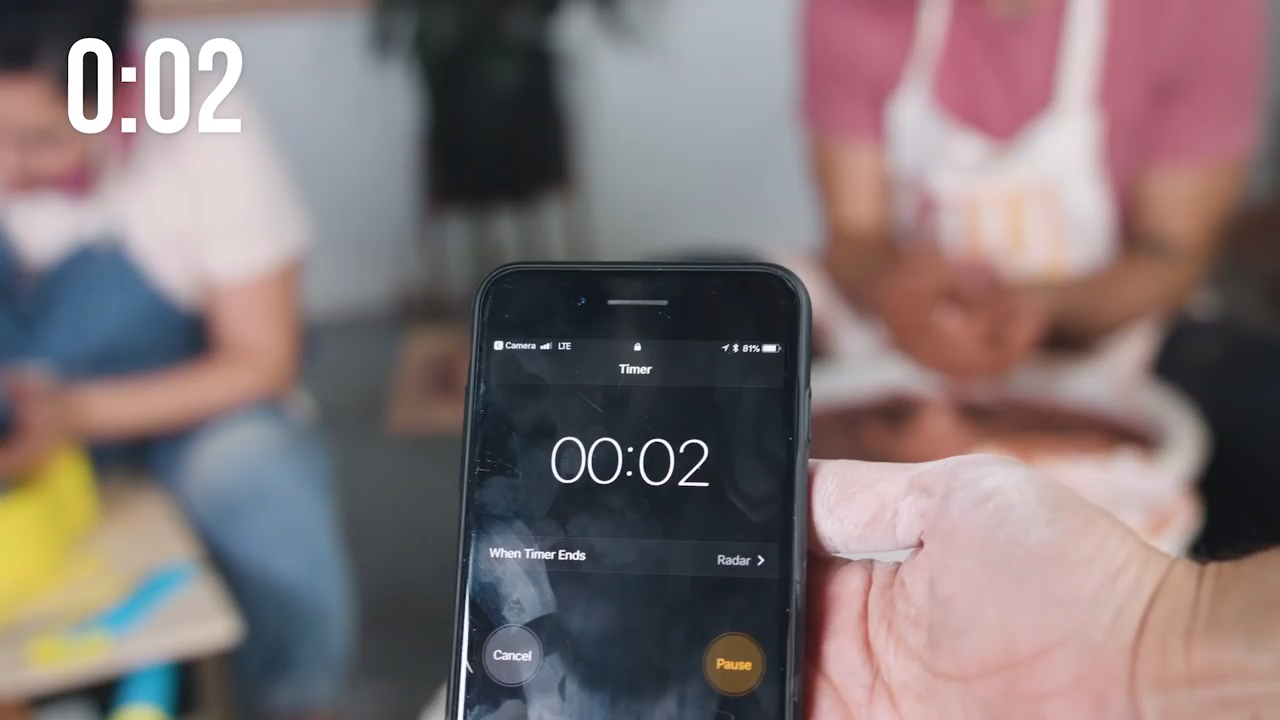 0:02
Camera LTE 81%
Timer
00:02
When Timer Ends Radar
Cancel Pause